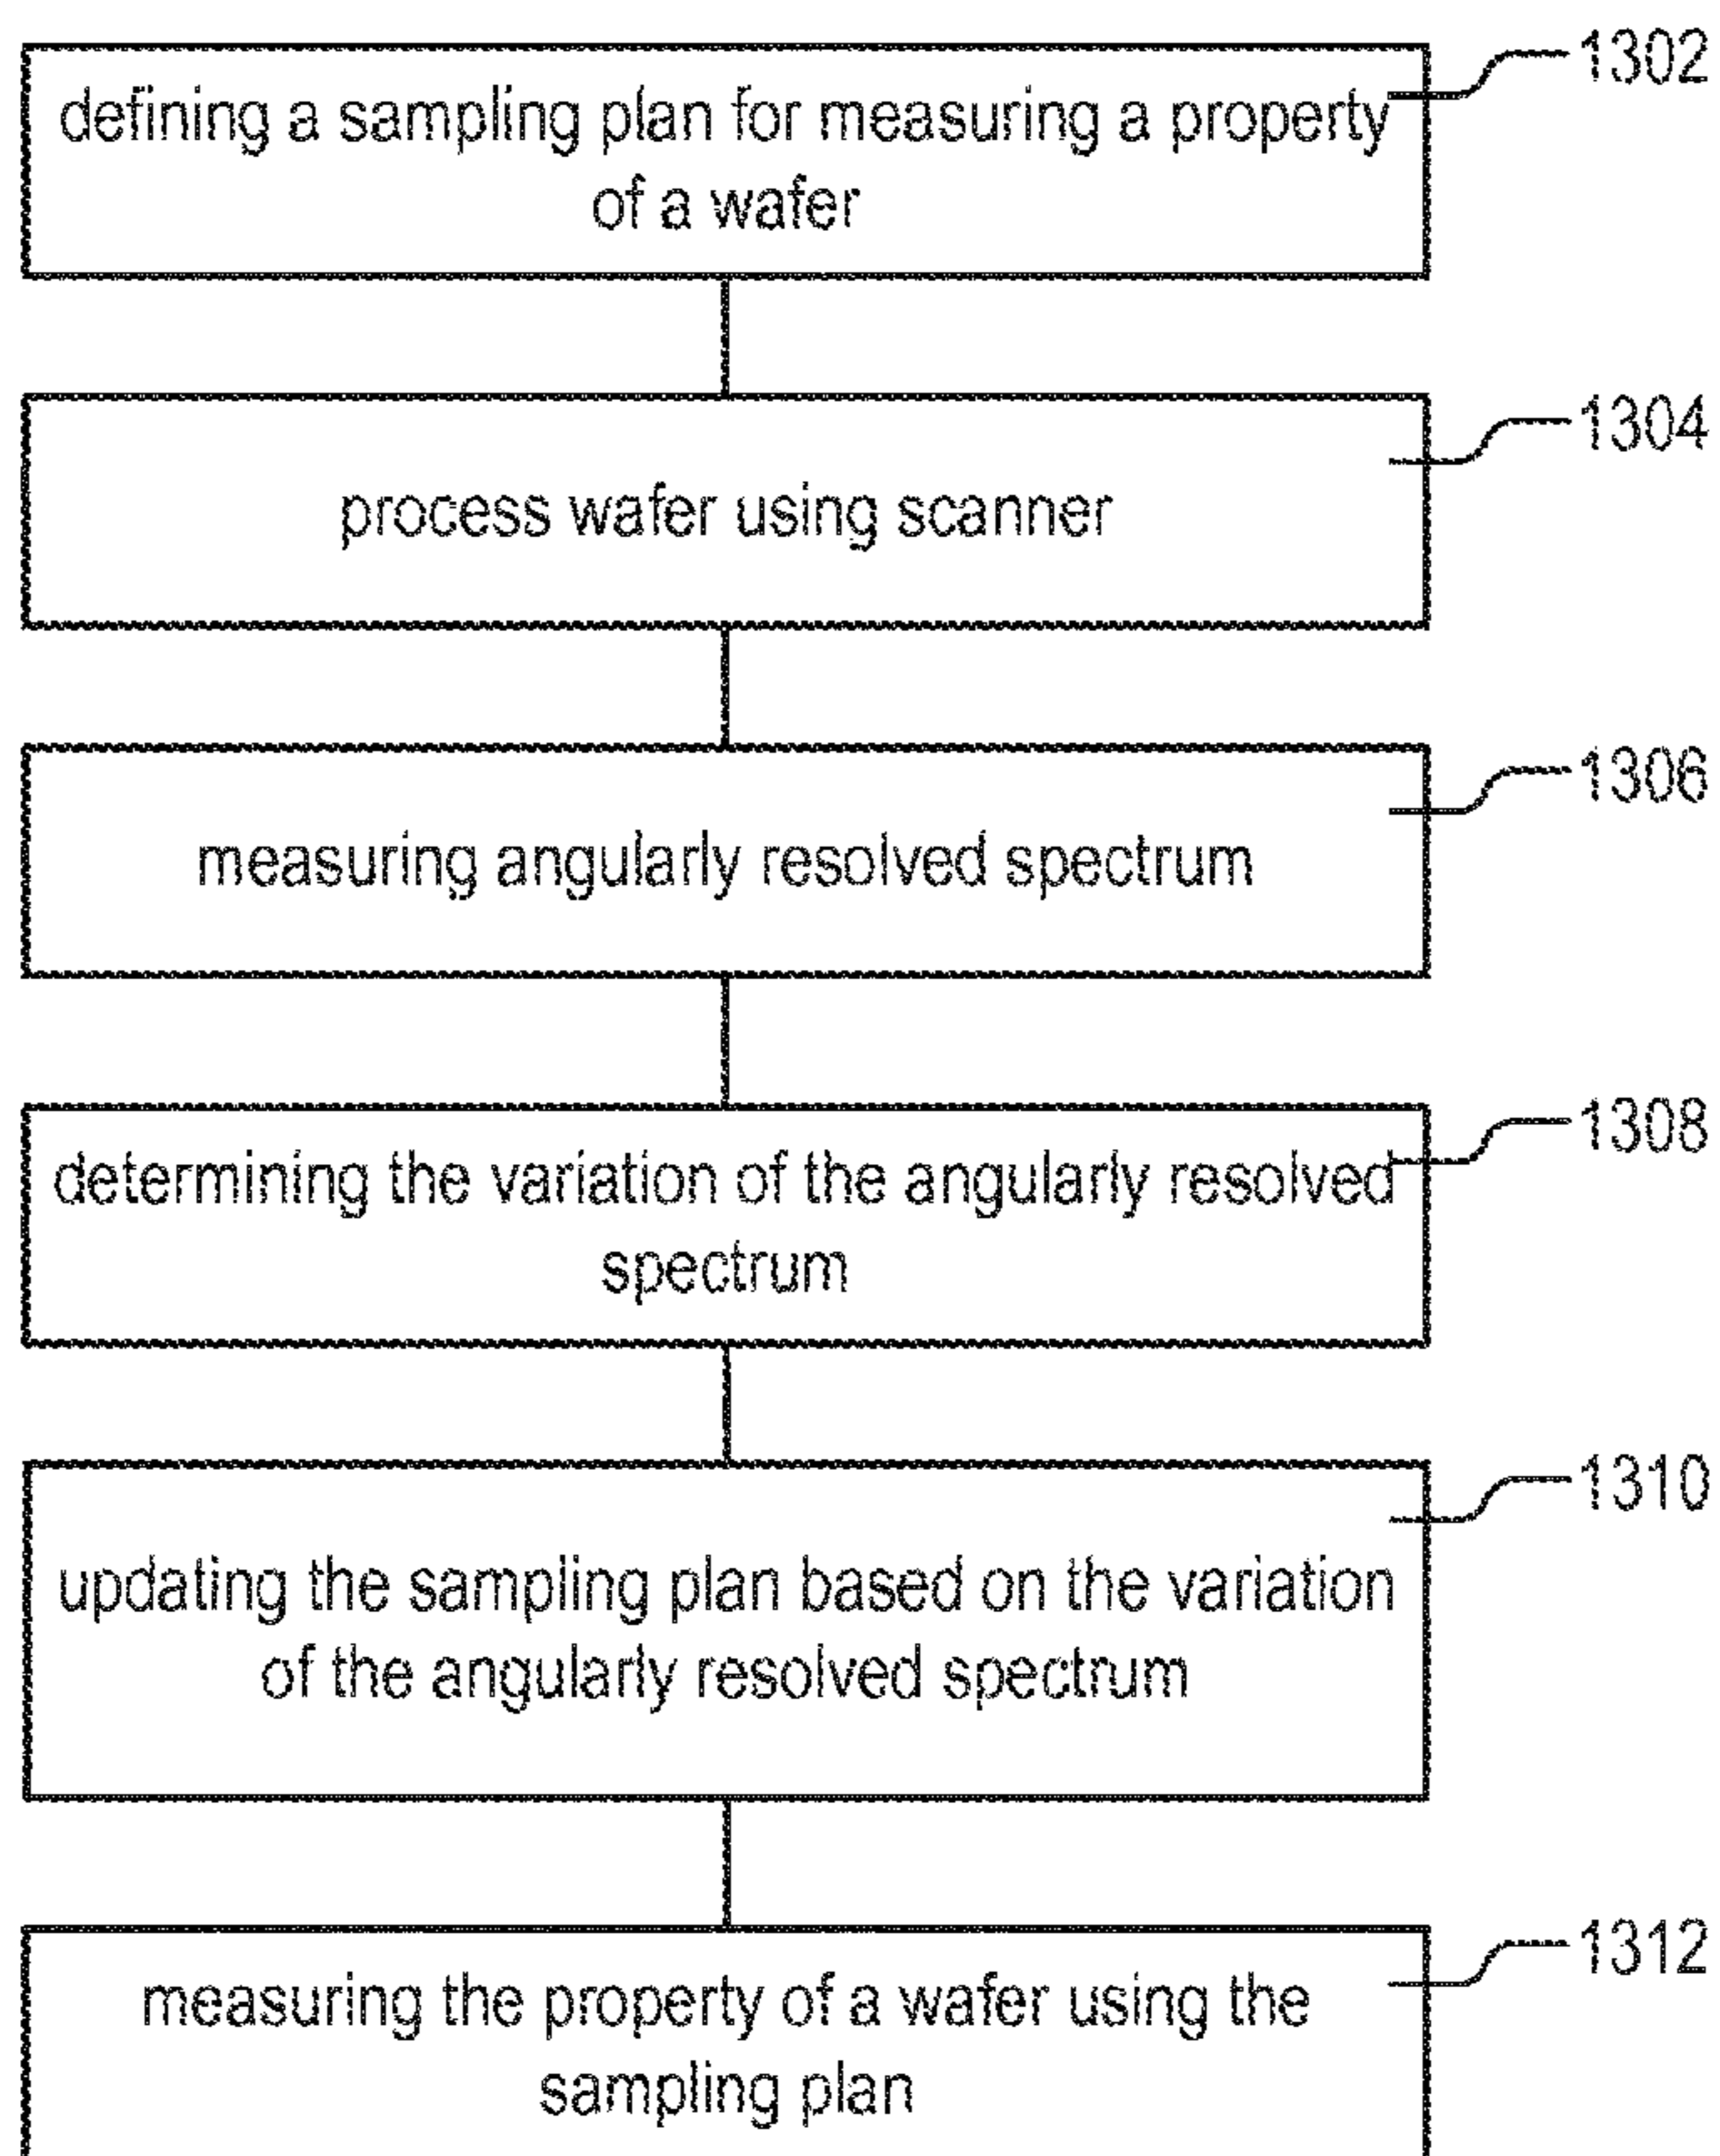 1302
defining a sampling plan for measuring a property
of a wafer
1304
process wafer using scanner
1306
measuring angularly resolved spectrum
1308
determining the variation of the angularly resolved
spectrum
1310
updating the sampling plan based on the variation
of the angularly resolved spectrum
1312
measuring the property of a wafer using the
sampling plan